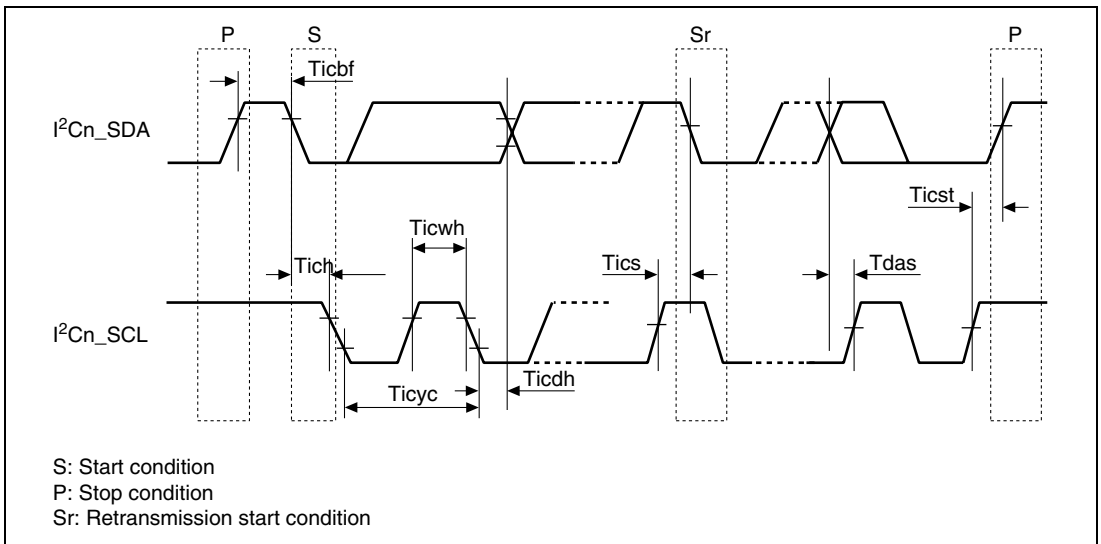 P S Sr P
Ticbf
I²Cn_SDA
Ticst
Ticwh
Tich Tics Tdas
I²Cn_SCL
Ticdh
Ticyc
S: Start condition
P: Stop condition
Sr: Retransmission start condition